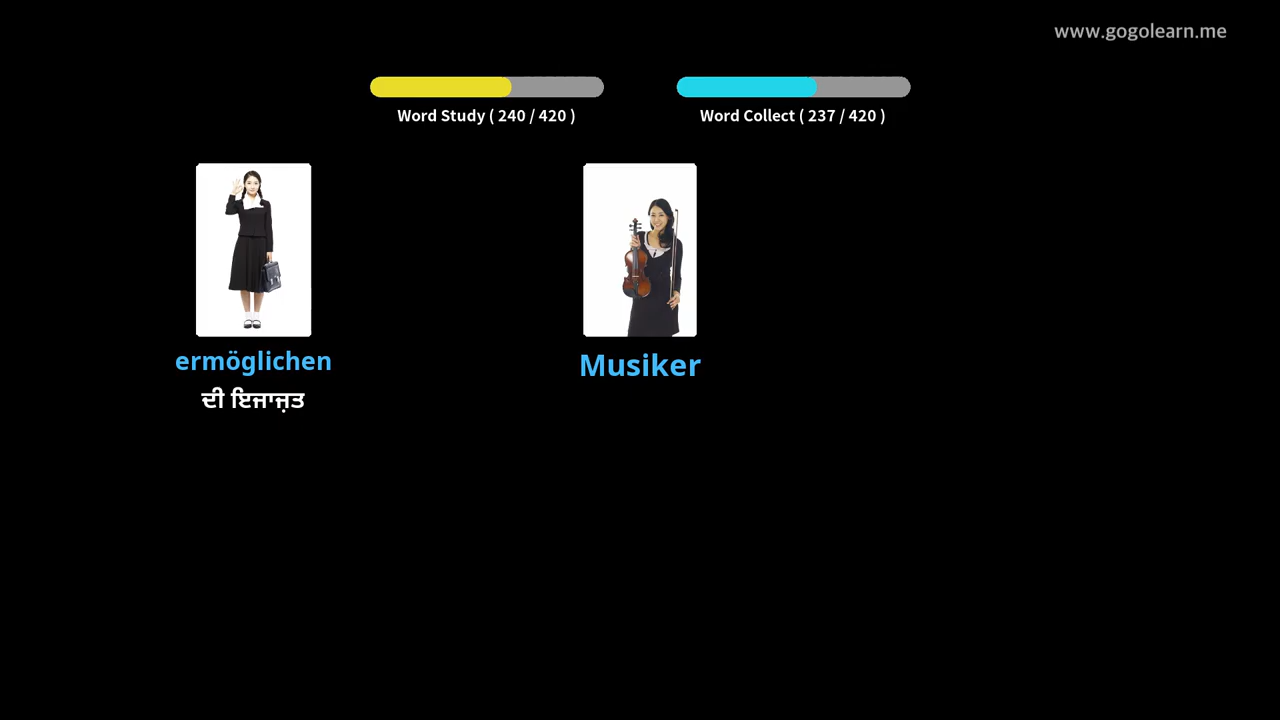 www.gogolearn.me
Word Study ( 240 / 420 )
Word Collect ( 237 / 420 )
ermöglichen
ਦੀ ਇਜਾਜ਼ਤ
Musiker